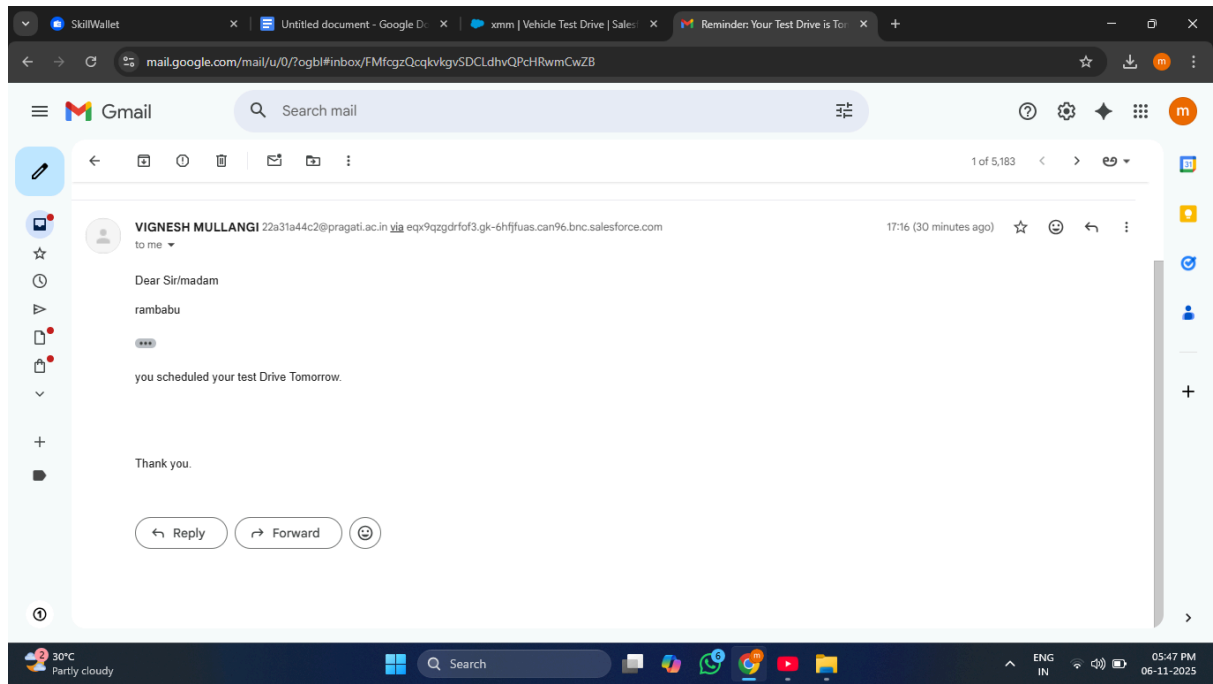 SkillWallet
Untitled document - Google Do
xmm | Vehicle Test Drive | Sales
Reminder: Your Test Drive is Tor
mail.google.com/mail/u/0/?ogbl#inbox/FMfcgzQcqkvkgvSDCLdhvQPcHRwmCwZB
m
Gmail
Search mail
m
1 of 5,183
31
VIGNESH MULLANGI 22a31a44c2@pragati.ac.in via eqx9qzgdrfof3.gk-6hfjfuas.can96.bnc.salesforce.com
17:16 (30 minutes ago)
to me
Dear Sir/madam
rambabu
you scheduled your test Drive Tomorrow.
Thank you.
Reply
Forward
2
30°C
Partly cloudy
Search
6
m
ENG
IN
05:47 PM
06-11-2025